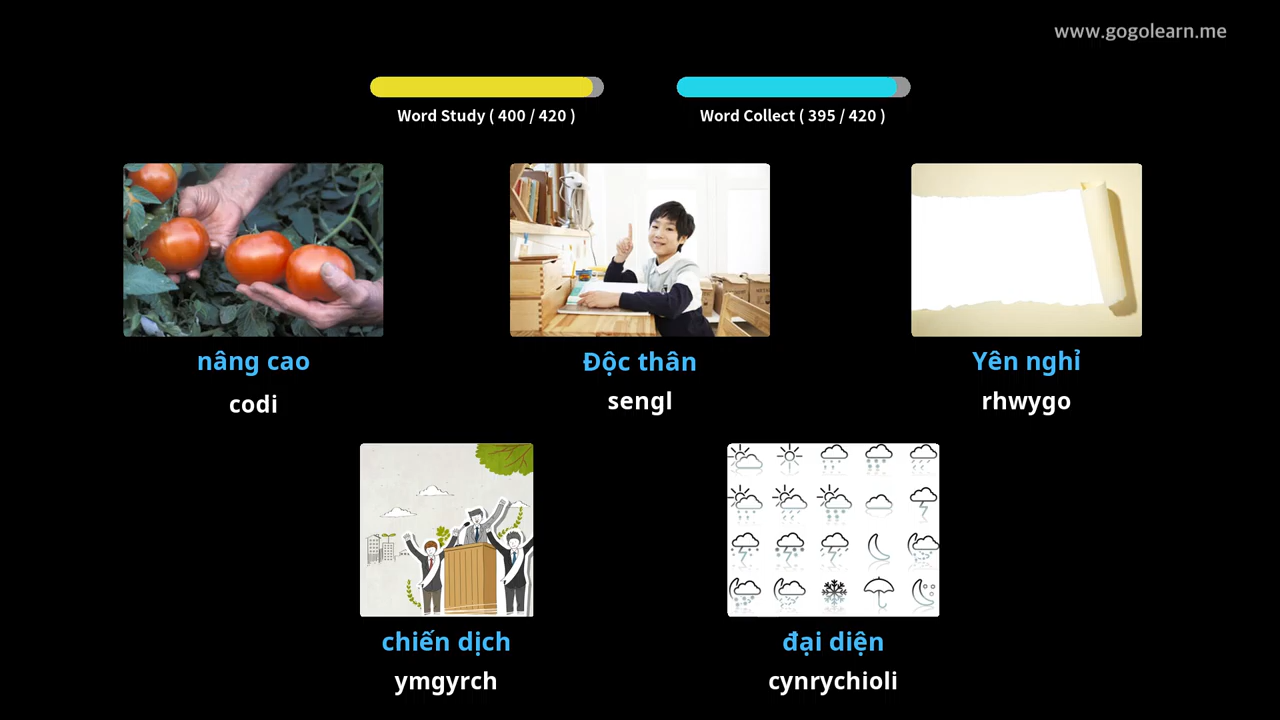 www.gogolearn.me
Word Study ( 400 / 420 )
Word Collect ( 395 / 420 )
nâng cao
Độc thân
Yên nghỉ
codi
sengl
rhwygo
chiến dịch
đại diện
ymgyrch
cynrychioli